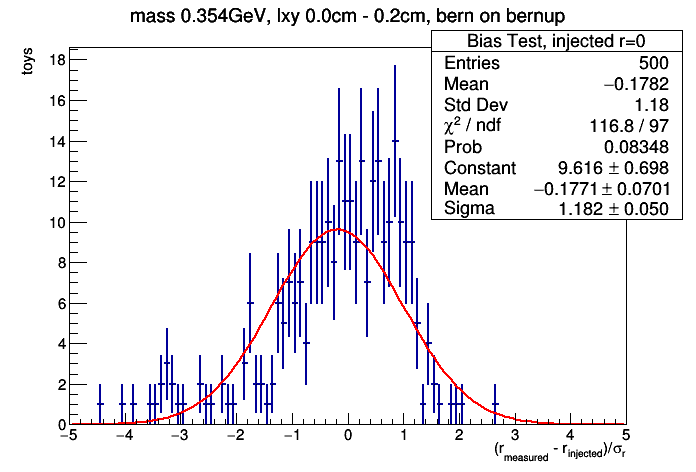 mass 0.354GeV, lxy 0.0cm - 0.2cm, bern on bernup
Bias Test, injected r=0
Entries 500
Mean −0.1782
Std Dev 1.18
χ² / ndf 116.8 / 97
Prob 0.08348
Constant 9.616 ± 0.698
Mean −0.1771 ± 0.0701
Sigma 1.182 ± 0.050
toys
18
16
14
12
10
8
6
4
2
0
−5 −4 −3 −2 −1 0 1 2 3 4 5
(r_measured - r_injected)/σ_r